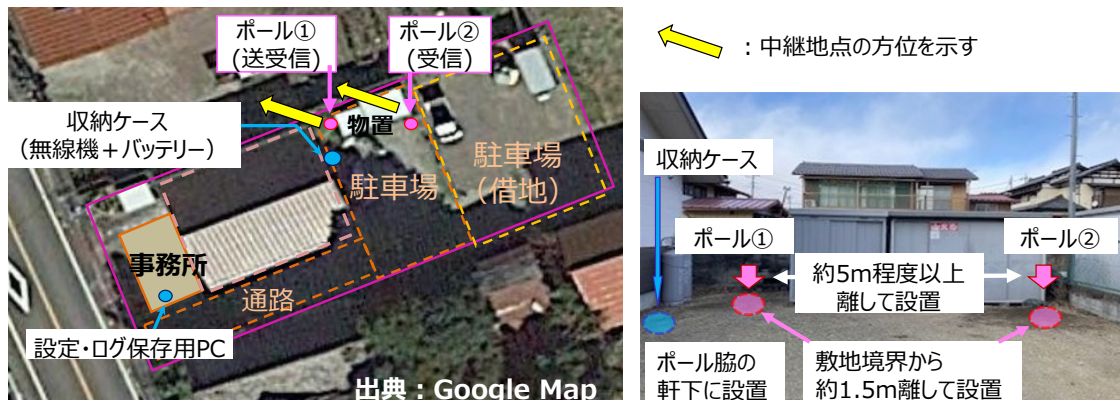 ポール①
(送受信)
ポール②
(受信)
：中継地点の方位を示す
収納ケース
（無線機＋バッテリー）
物置
駐車場
駐車場
（借地）
事務所
通路
設定・ログ保存用PC
出典：Google Map
収納ケース
ポール①
ポール②
約5m程度以上
離して設置
ポール脇の
軒下に設置
敷地境界から
約1.5m離して設置